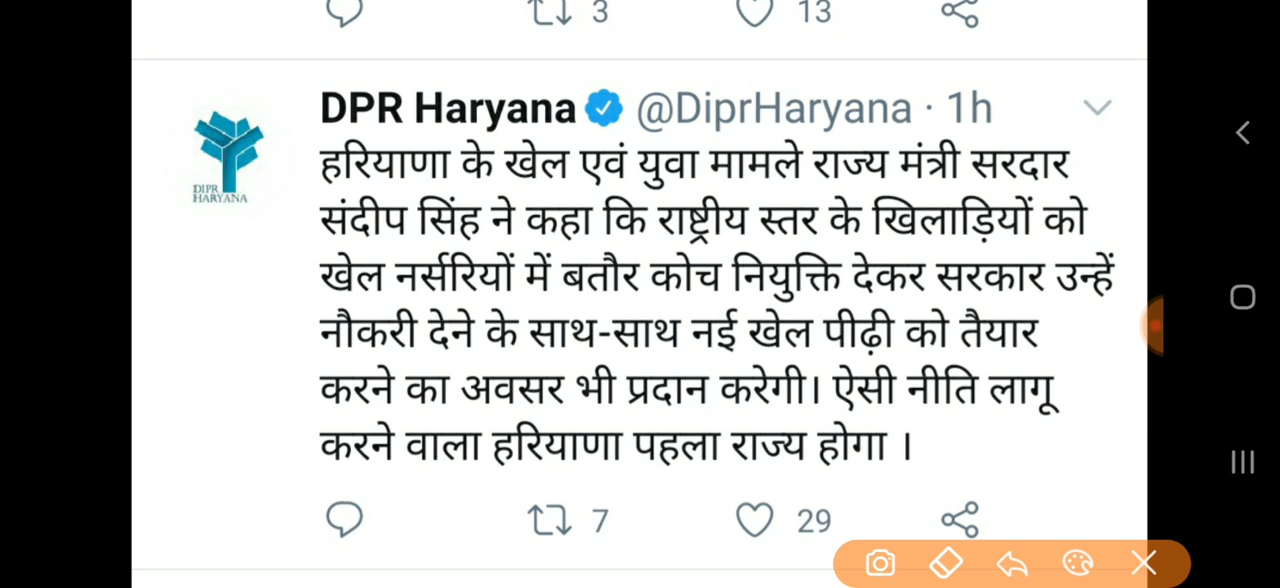 3 13
DPR Haryana @DiprHaryana · 1h
DIPR
HARYANA
हरियाणा के खेल एवं युवा मामले राज्य मंत्री सरदार
संदीप सिंह ने कहा कि राष्ट्रीय स्तर के खिलाड़ियों को
खेल नर्सरियों में बतौर कोच नियुक्ति देकर सरकार उन्हें
नौकरी देने के साथ-साथ नई खेल पीढ़ी को तैयार
करने का अवसर भी प्रदान करेगी। ऐसी नीति लागू
करने वाला हरियाणा पहला राज्य होगा ।
7 29